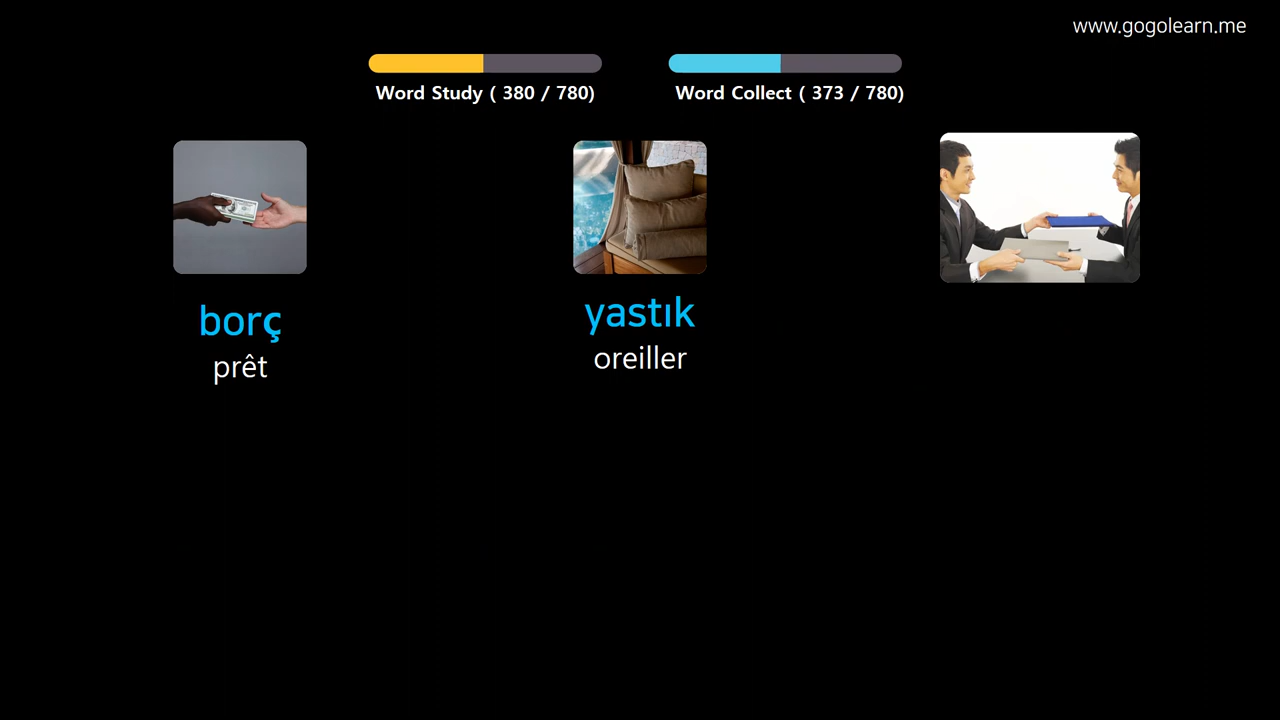 www.gogolearn.me
Word Study ( 380 / 780)
Word Collect ( 373 / 780)
borç
prêt
yastık
oreiller